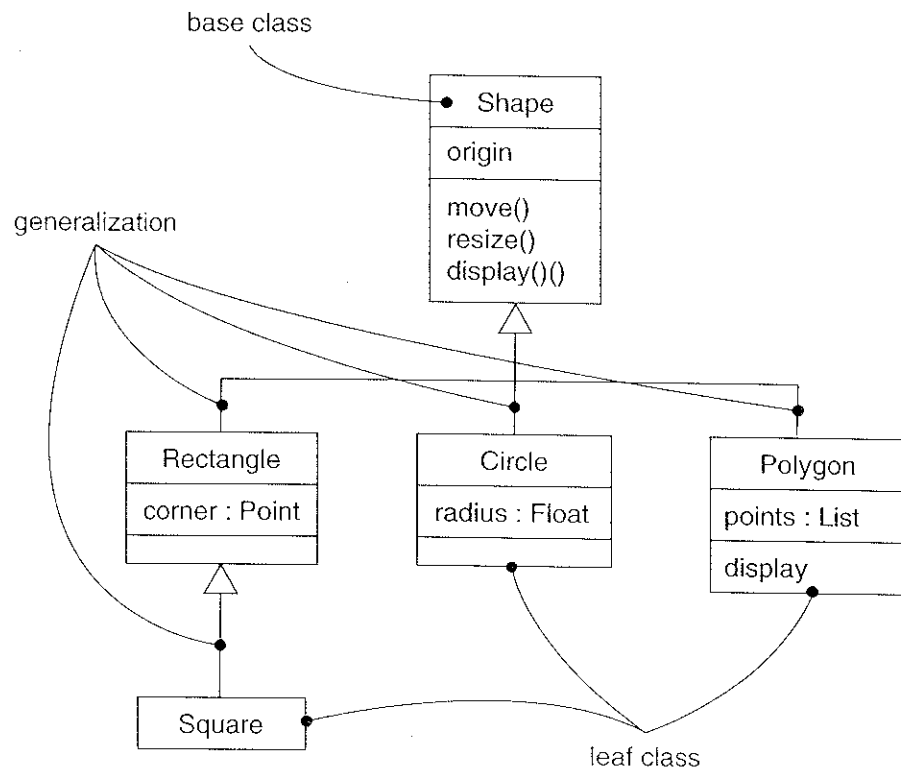 base class
Shape
origin
move()
resize()
display()()
generalization
Rectangle
corner : Point
Circle
radius : Float
Polygon
points : List
display
Square
leaf class